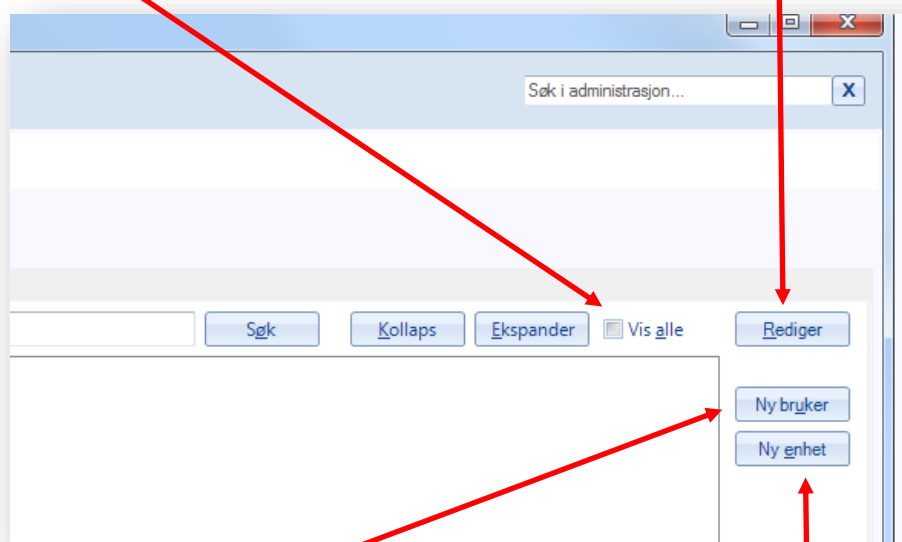 Søk i administrasjon... X
Søk Kollaps Ekspander Vis alle Rediger
Ny bruker
Ny enhet